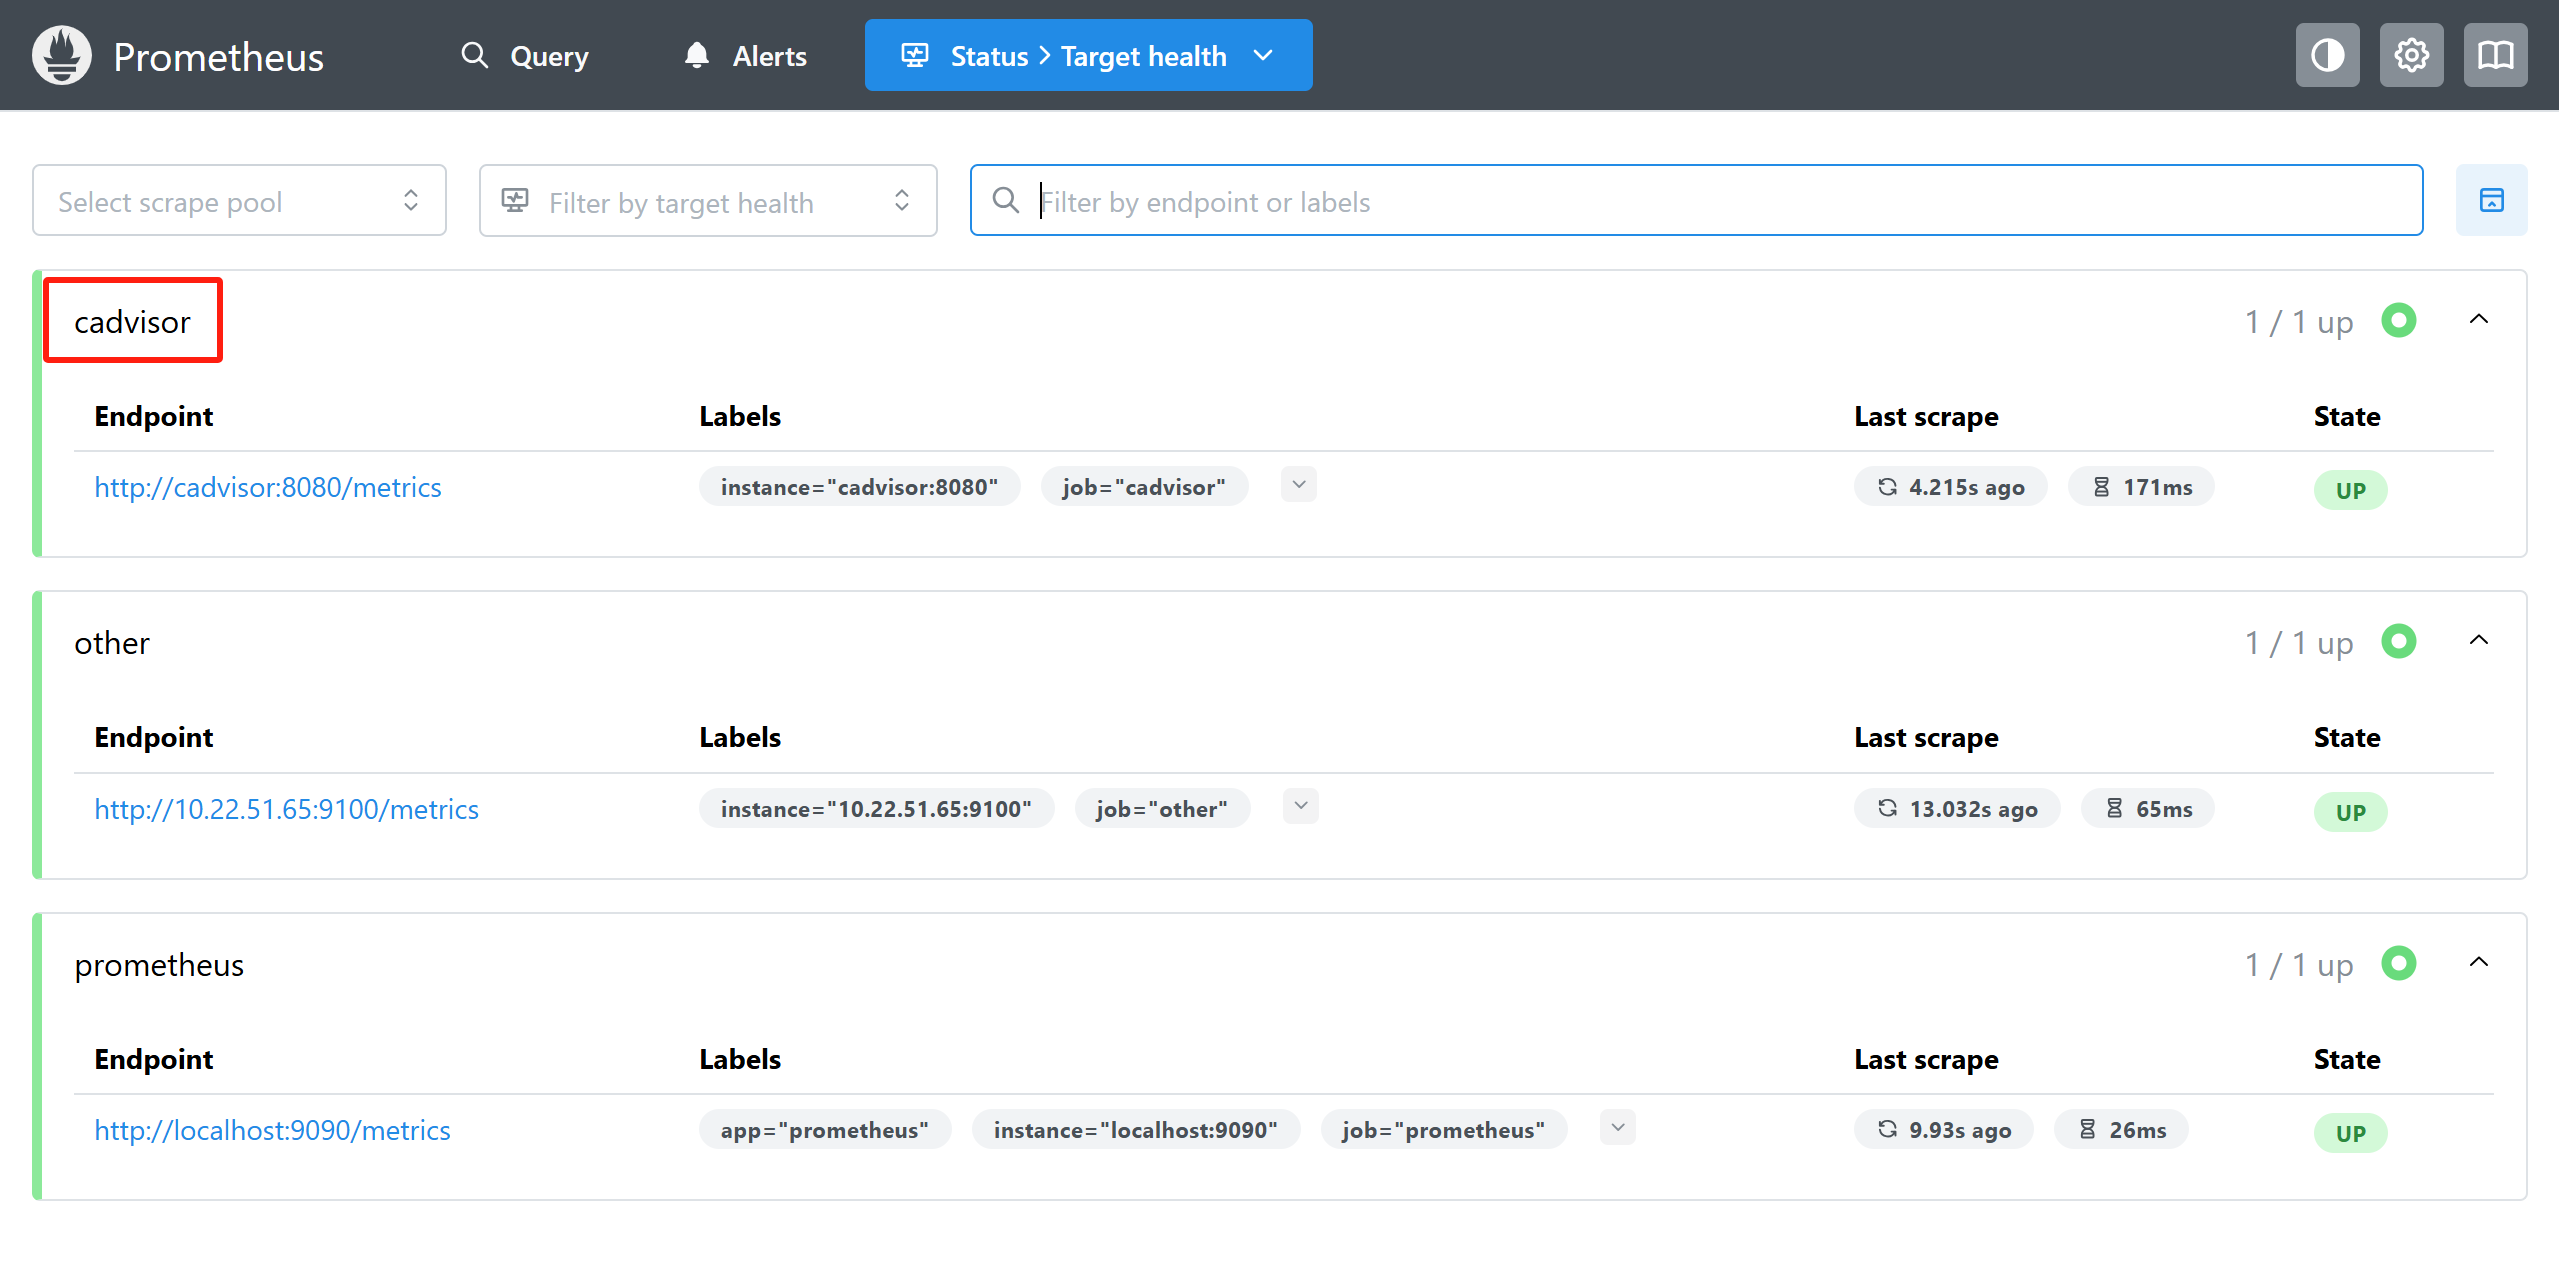 Prometheus Query Alerts Status > Target health
Select scrape pool Filter by target health Filter by endpoint or labels
cadvisor 1 / 1 up
Endpoint Labels Last scrape State
http://cadvisor:8080/metrics instance="cadvisor:8080" job="cadvisor" 4.215s ago 171ms UP
other 1 / 1 up
Endpoint Labels Last scrape State
http://10.22.51.65:9100/metrics instance="10.22.51.65:9100" job="other" 13.032s ago 65ms UP
prometheus 1 / 1 up
Endpoint Labels Last scrape State
http://localhost:9090/metrics app="prometheus" instance="localhost:9090" job="prometheus" 9.93s ago 26ms UP